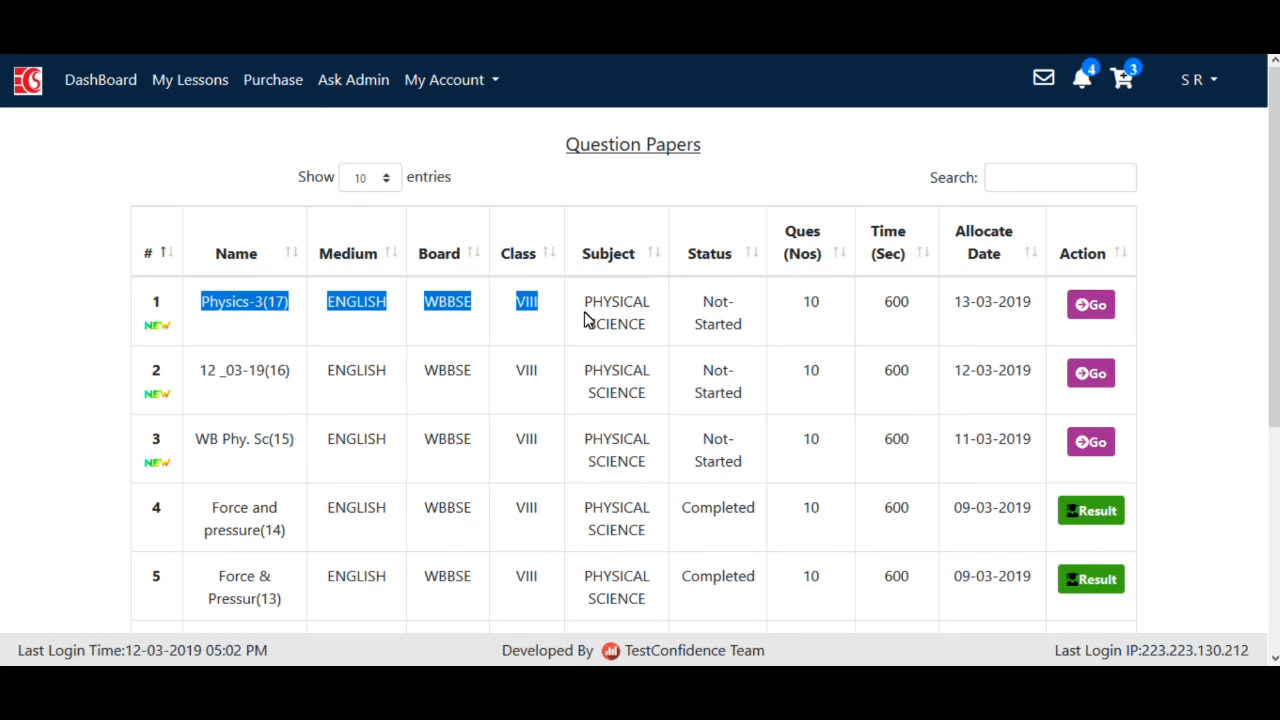 DashBoard My Lessons Purchase Ask Admin My Account 4 3 S R
Question Papers
Show 10 entries Search:
# Name Medium Board Class Subject Status Ques (Nos) Time (Sec) Allocate Date Action
1 Physics-3(17) ENGLISH WBBSE VIII PHYSICAL 10 600 13-03-2019 Go
NEW SCIENCE Not-Started
2 12 _03-19(16) ENGLISH WBBSE VIII PHYSICAL 10 600 12-03-2019 Go
NEW SCIENCE Not-Started
3 WB Phy. Sc(15) ENGLISH WBBSE VIII PHYSICAL 10 600 11-03-2019 Go
NEW SCIENCE Not-Started
4 Force and ENGLISH WBBSE VIII PHYSICAL Completed 10 600 09-03-2019 Result
pressure(14) SCIENCE
5 Force & ENGLISH WBBSE VIII PHYSICAL Completed 10 600 09-03-2019 Result
Pressur(13) SCIENCE
Last Login Time:12-03-2019 05:02 PM Developed By TestConfidence Team Last Login IP:223.223.130.212